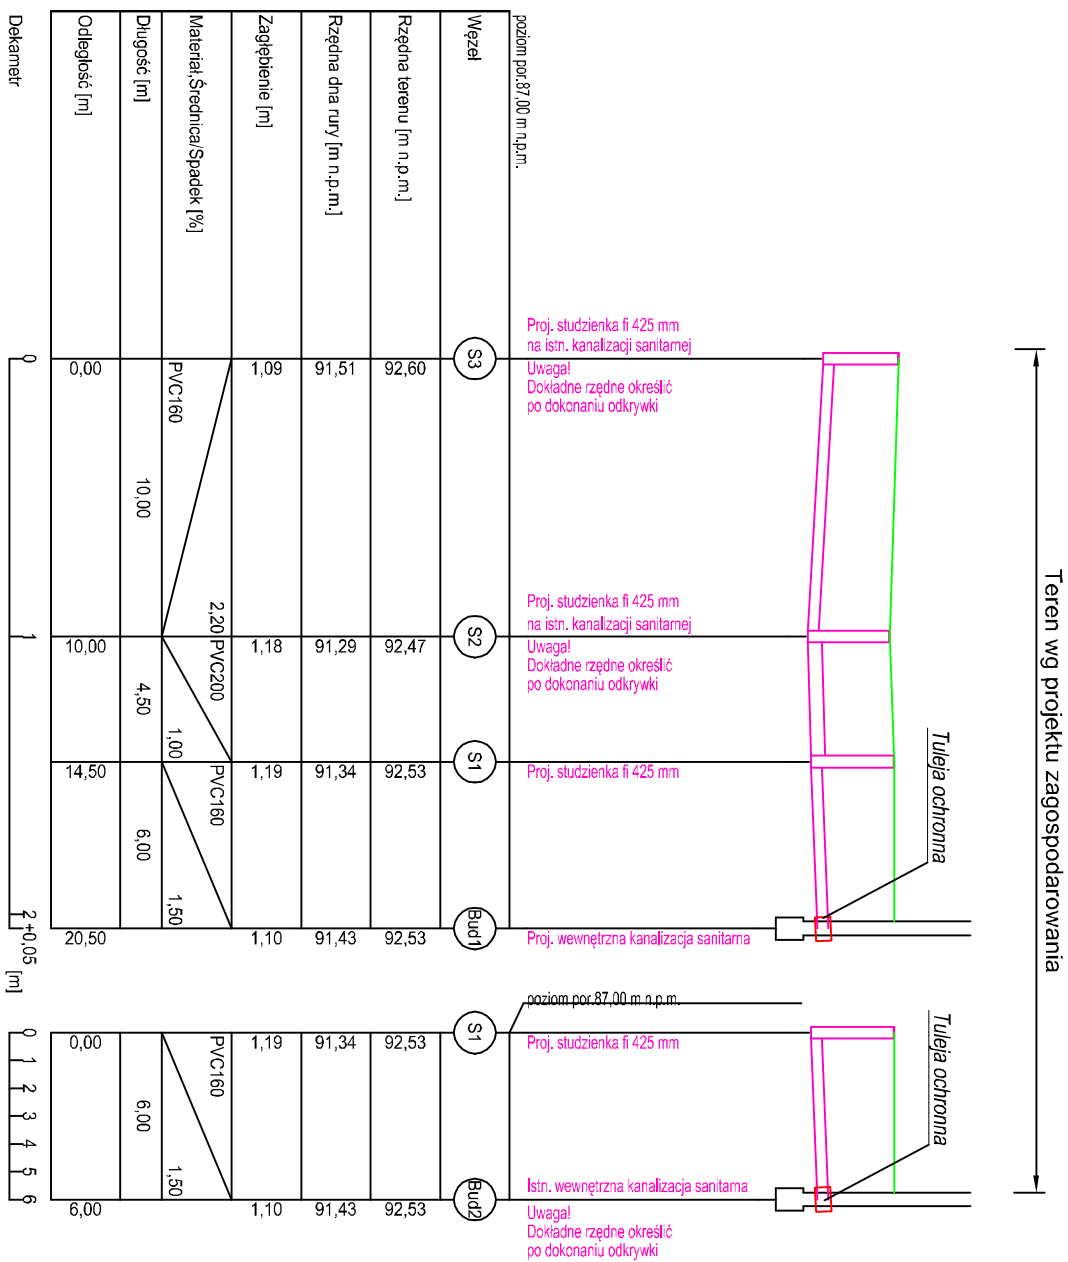 Teren wg projektu zagospodarowania
Tuleja ochronna
Tuleja ochronna
Proj. studzienka fi 425 mm
na istn. kanalizacji sanitarnej
Uwaga!
Dokładne rzędne określić
po dokonaniu odkrywki
Proj. studzienka fi 425 mm
na istn. kanalizacji sanitarnej
Uwaga!
Dokładne rzędne określić
po dokonaniu odkrywki
Proj. studzienka fi 425 mm
Proj. wewnętrzna kanalizacja sanitarna
poziom por.87,00 m n.p.m.
Proj. studzienka fi 425 mm
Istn. wewnętrzna kanalizacja sanitarna
Uwaga!
Dokładne rzędne określić
po dokonaniu odkrywki
poziom por.87,00 m n.p.m.
Węzeł S3 S2 S1 Bud1 S1 Bud2
Rzędna terenu [m n.p.m.] 92,60 92,47 92,53 92,53 92,53 92,53
Rzędna dna rury [m n.p.m.] 91,51 91,29 91,34 91,43 91,34 91,43
Zagłębienie [m] 1,09 1,18 1,19 1,10 1,19 1,10
Materiał,Średnica/Spadek [%] PVC160 2,20 PVC200 1,00 PVC160 1,50 PVC160 1,50
Długość [m] 10,00 4,50 6,00 6,00
Odległość [m] 0,00 10,00 14,50 20,50 0,00 6,00
Dekametr 0 1 2 +0,05 [m] 0 1 2 3 4 5 6